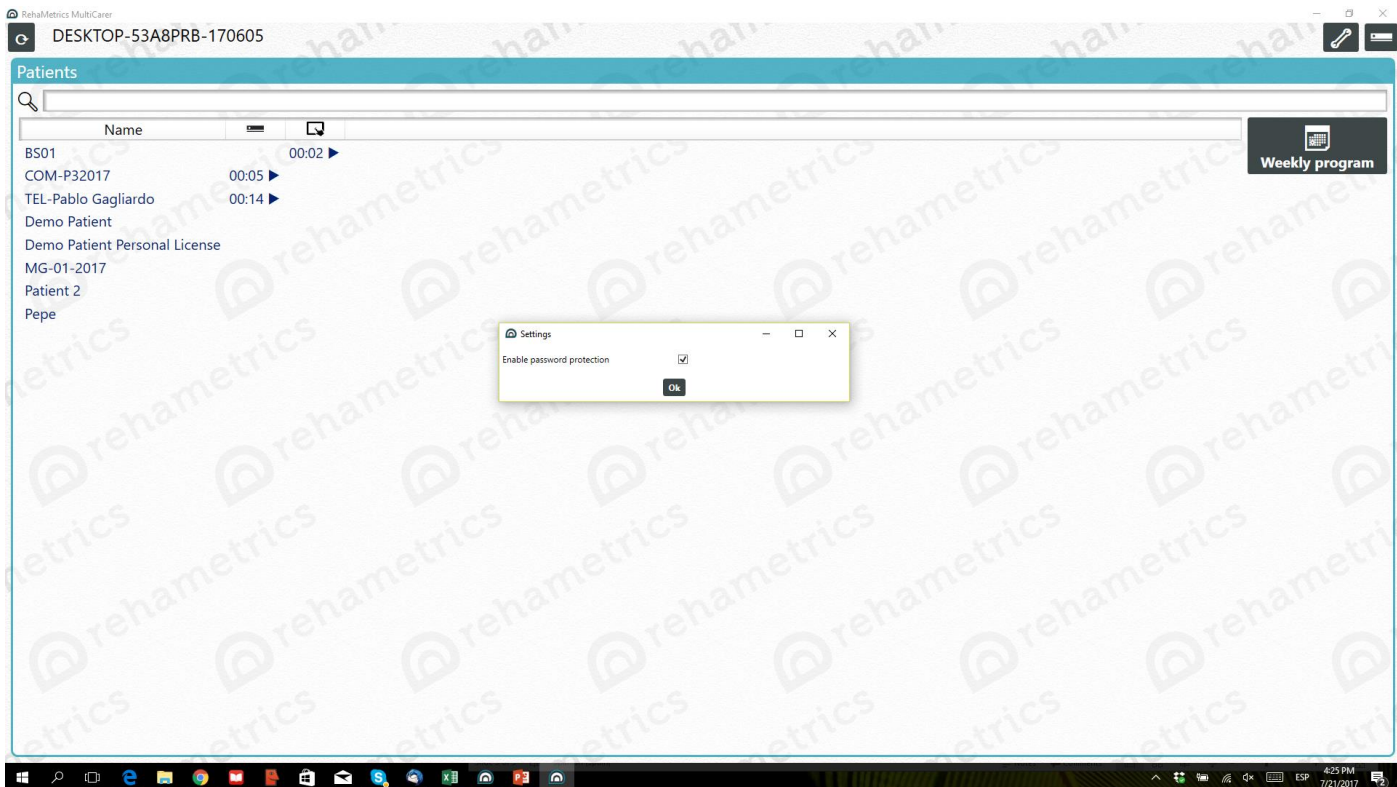 RehaMetrics MultiCarer
DESKTOP-53A8PRB-170605
Patients
Name
BS01 00:02
COM-P32017 00:05
TEL-Pablo Gagliardo 00:14
Demo Patient
Demo Patient Personal License
MG-01-2017
Patient 2
Pepe
Weekly program
Settings
Enable password protection
Ok
rehametrics
ESP
4:25 PM
7/21/2017